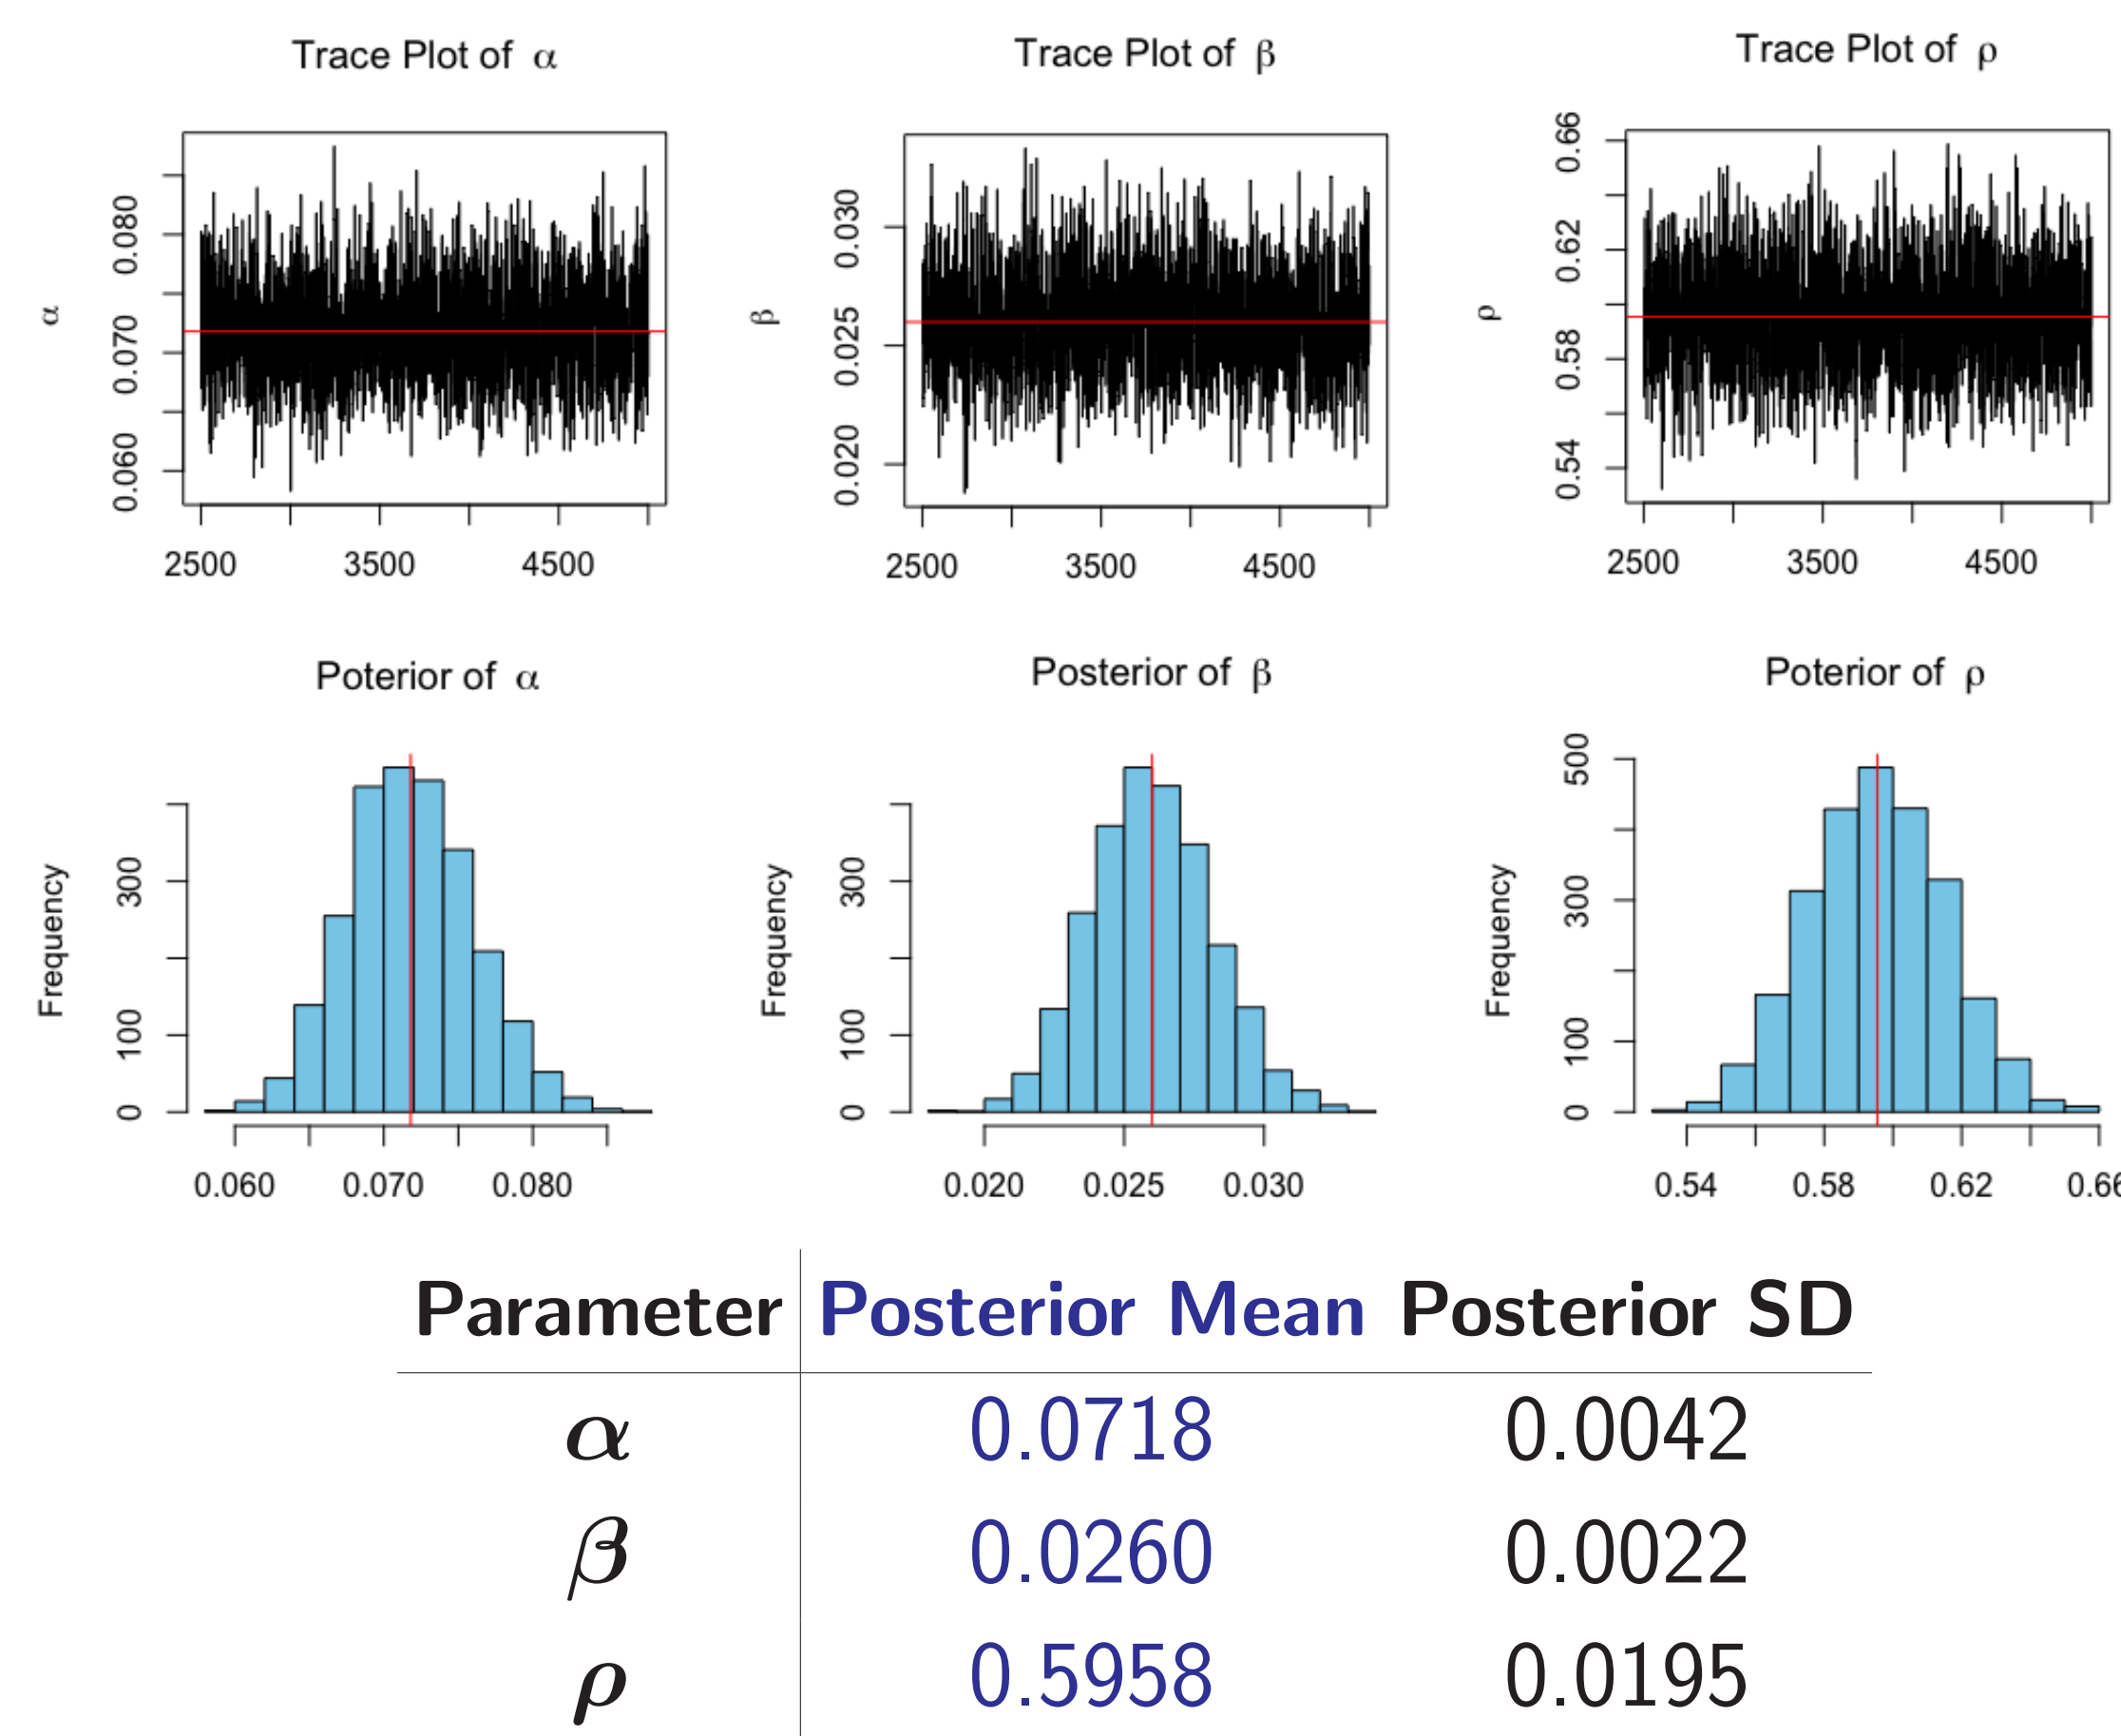 Trace Plot of α
Trace Plot of β
Trace Plot of ρ
α
0.060 0.070 0.080
2500 3500 4500
β
0.020 0.025 0.030
2500 3500 4500
ρ
0.54 0.58 0.62 0.66
2500 3500 4500
Poterior of α
Posterior of β
Poterior of ρ
Frequency
0 100 300
0.060 0.070 0.080
Frequency
0 100 300
0.020 0.025 0.030
Frequency
0 100 300 500
0.54 0.58 0.62 0.66
Parameter Posterior Mean Posterior SD
α 0.0718 0.0042
β 0.0260 0.0022
ρ 0.5958 0.0195